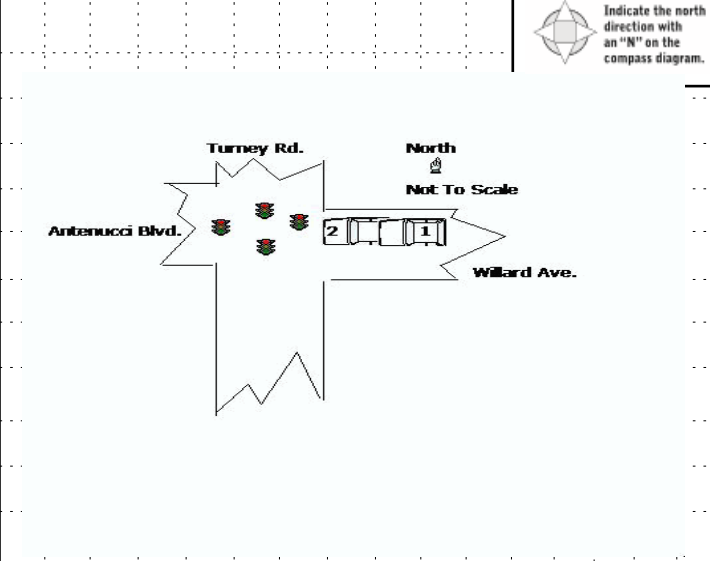 Indicate the north
direction with
an “N” on the
compass diagram.
Turney Rd.
North
Not To Scale
Antenucci Blvd.
2
1
Willard Ave.